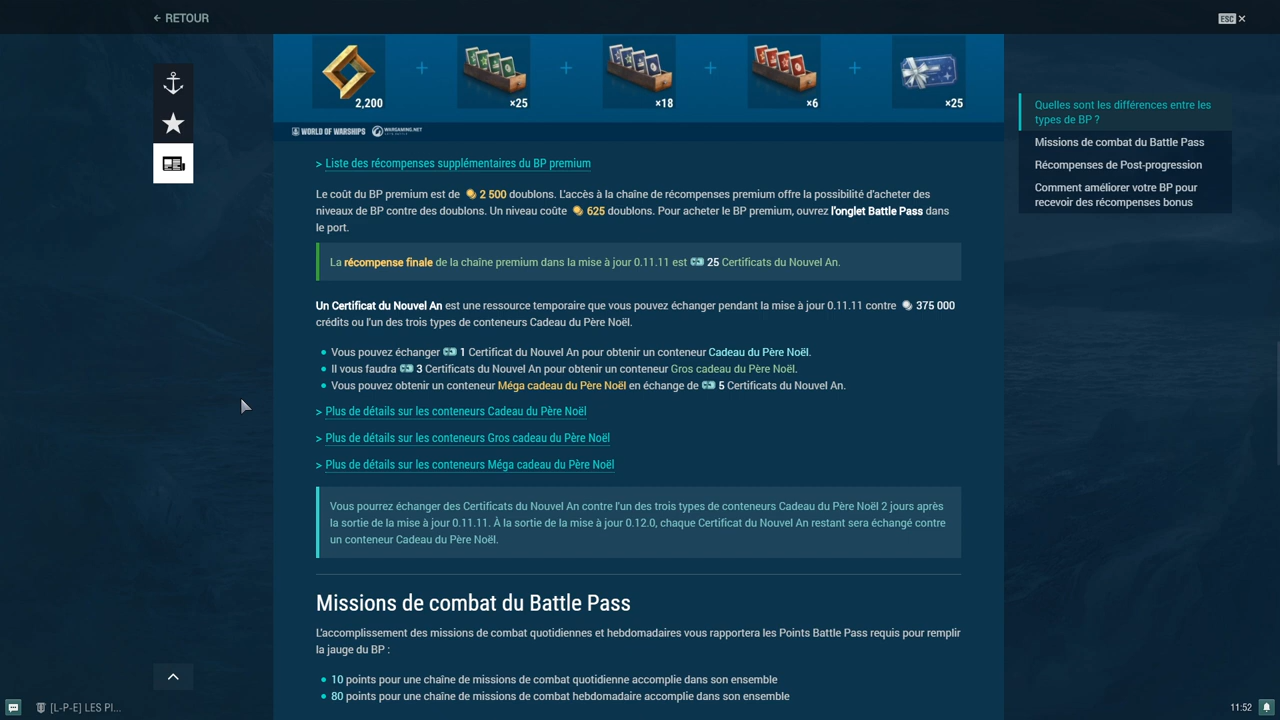 ← RETOUR
ESC ×
2,200
×25
×18
×6
×25
WORLD OF WARSHIPS WARGAMING.NET
> Liste des récompenses supplémentaires du BP premium
Le coût du BP premium est de 2 500 doublons. L'accès à la chaîne de récompenses premium offre la possibilité d'acheter des
niveaux de BP contre des doublons. Un niveau coûte 625 doublons. Pour acheter le BP premium, ouvrez l'onglet Battle Pass dans
le port.
La récompense finale de la chaîne premium dans la mise à jour 0.11.11 est 25 Certificats du Nouvel An.
Un Certificat du Nouvel An est une ressource temporaire que vous pouvez échanger pendant la mise à jour 0.11.11 contre 375 000
crédits ou l'un des trois types de conteneurs Cadeau du Père Noël.
• Vous pouvez échanger 1 Certificat du Nouvel An pour obtenir un conteneur Cadeau du Père Noël.
• Il vous faudra 3 Certificats du Nouvel An pour obtenir un conteneur Gros cadeau du Père Noël.
• Vous pouvez obtenir un conteneur Méga cadeau du Père Noël en échange de 5 Certificats du Nouvel An.
> Plus de détails sur les conteneurs Cadeau du Père Noël
> Plus de détails sur les conteneurs Gros cadeau du Père Noël
> Plus de détails sur les conteneurs Méga cadeau du Père Noël
Vous pourrez échanger des Certificats du Nouvel An contre l'un des trois types de conteneurs Cadeau du Père Noël 2 jours après
la sortie de la mise à jour 0.11.11. À la sortie de la mise à jour 0.12.0, chaque Certificat du Nouvel An restant sera échangé contre
un conteneur Cadeau du Père Noël.
Missions de combat du Battle Pass
L'accomplissement des missions de combat quotidiennes et hebdomadaires vous rapportera les Points Battle Pass requis pour remplir
la jauge du BP :
• 10 points pour une chaîne de missions de combat quotidienne accomplie dans son ensemble
• 80 points pour une chaîne de missions de combat hebdomadaire accomplie dans son ensemble
Quelles sont les différences entre les
types de BP ?
Missions de combat du Battle Pass
Récompenses de Post-progression
Comment améliorer votre BP pour
recevoir des récompenses bonus
[L-P-E] LES PI...
11:52